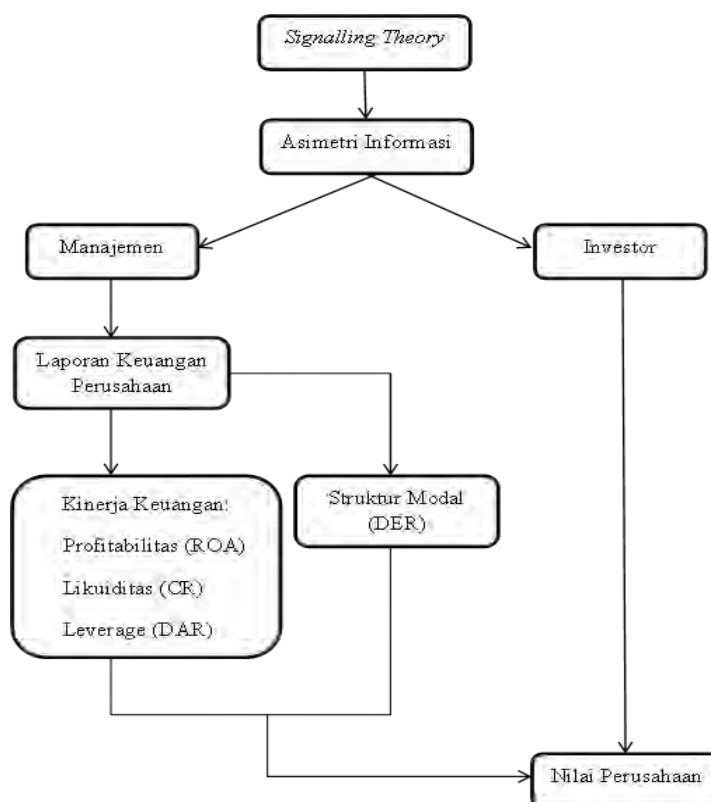 Signalling Theory
Asimetri Informasi
Manajemen
Investor
Laporan Keuangan
Perusahaan
Kinerja Keuangan:
Profitabilitas (ROA)
Likuiditas (CR)
Leverage (DAR)
Struktur Modal
(DER)
Nilai Perusahaan